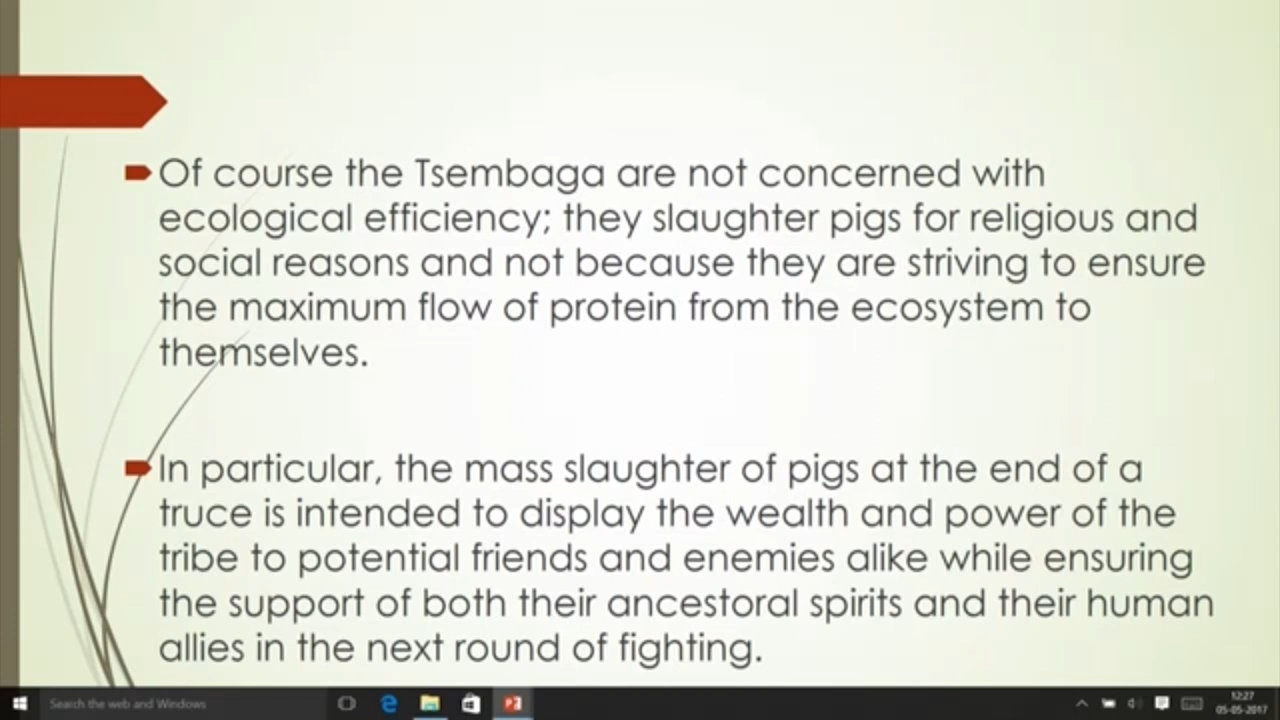 Of course the Tsembaga are not concerned with
ecological efficiency; they slaughter pigs for religious and
social reasons and not because they are striving to ensure
the maximum flow of protein from the ecosystem to
themselves.
In particular, the mass slaughter of pigs at the end of a
truce is intended to display the wealth and power of the
tribe to potential friends and enemies alike while ensuring
the support of both their ancestoral spirits and their human
allies in the next round of fighting.
Search the web and Windows
12:27
05-05-2017